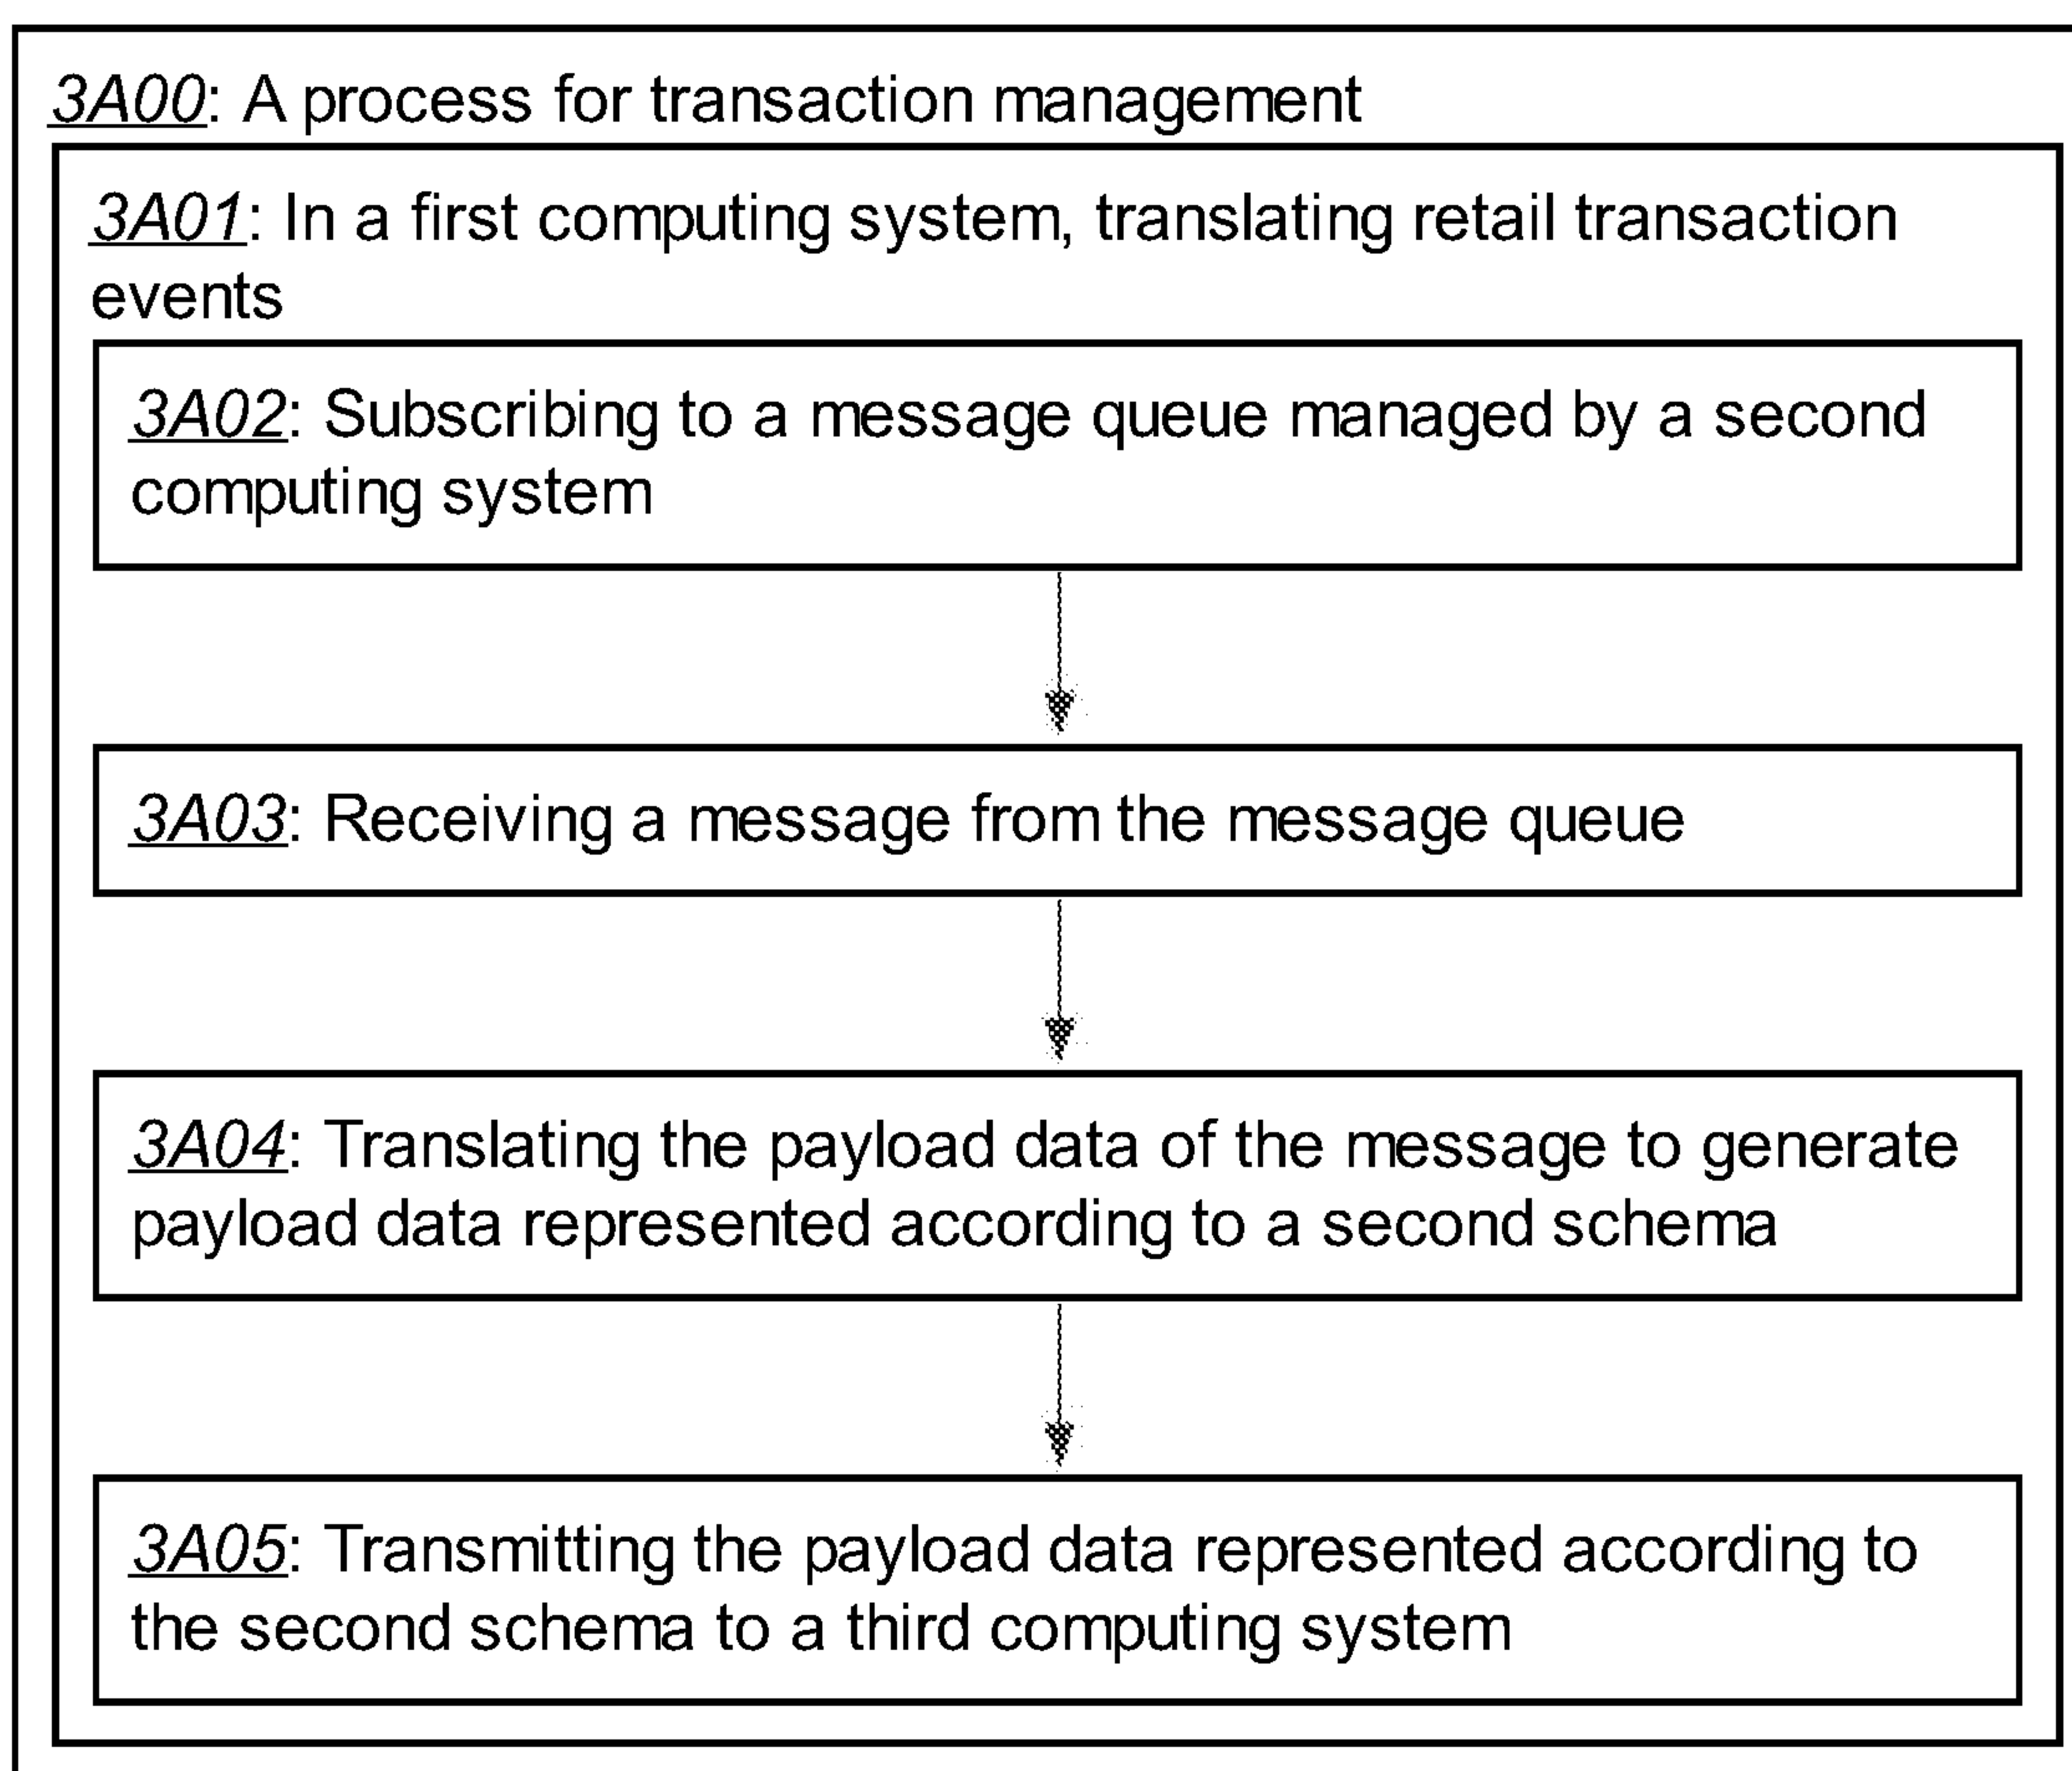 3A00: A process for transaction management
3A01: In a first computing system, translating retail transaction
events
3A02: Subscribing to a message queue managed by a second
computing system
3A03: Receiving a message from the message queue
3A04: Translating the payload data of the message to generate
payload data represented according to a second schema
3A05: Transmitting the payload data represented according to
the second schema to a third computing system